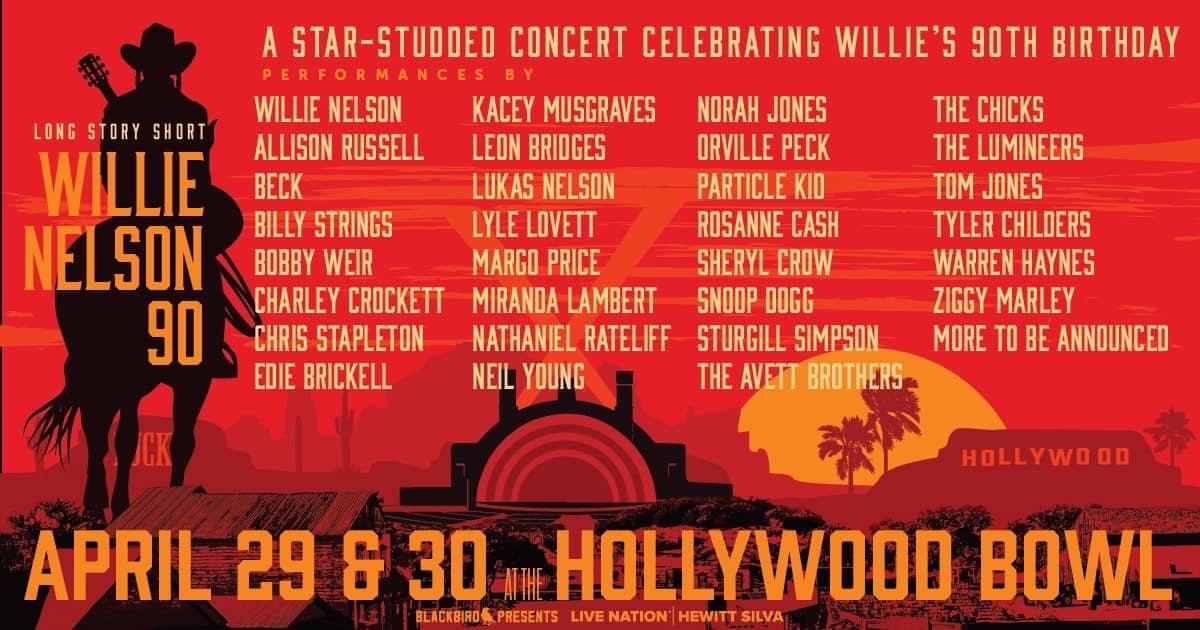 A STAR-STUDDED CONCERT CELEBRATING WILLIE'S 90TH BIRTHDAY
PERFORMANCES BY
LONG STORY SHORT
WILLIE
NELSON
90
WILLIE NELSON
ALLISON RUSSELL
BECK
BILLY STRINGS
BOBBY WEIR
CHARLEY CROCKETT
CHRIS STAPLETON
EDIE BRICKELL
KACEY MUSGRAVES
LEON BRIDGES
LUKAS NELSON
LYLE LOVETT
MARGO PRICE
MIRANDA LAMBERT
NATHANIEL RATELIFF
NEIL YOUNG
NORAH JONES
ORVILLE PECK
PARTICLE KID
ROSANNE CASH
SHERYL CROW
SNOOP DOGG
STURGILL SIMPSON
THE AVETT BROTHERS
THE CHICKS
THE LUMINEERS
TOM JONES
TYLER CHILDERS
WARREN HAYNES
ZIGGY MARLEY
MORE TO BE ANNOUNCED
HOLLYWOOD
APRIL 29 & 30 AT THE HOLLYWOOD BOWL
BLACKBIRD PRESENTS LIVE NATION | HEWITT SILVA